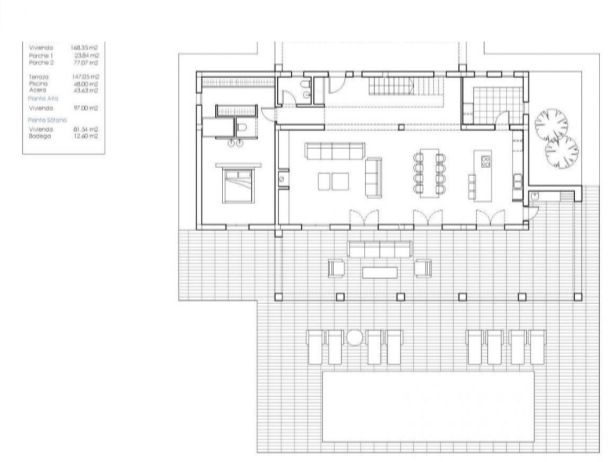 Vivienda 168.35 m2
Porche 1 23.84 m2
Porche 2 77.07 m2
Terraza 147.05 m2
Piscina 48.00 m2
Acera 43.63 m2
Planta Alta
Vivienda 97.00 m2
Planta Sótano
Vivienda 81.56 m2
Bodega 12.60 m2